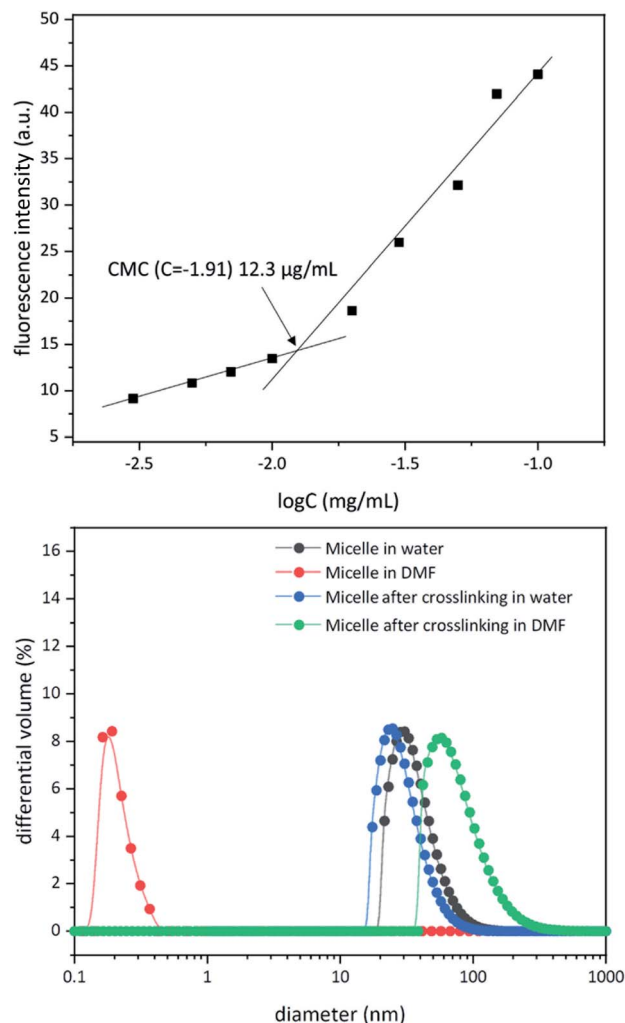 50
45
40
35
30
25
20
15
10
5
fluorescence intensity (a.u.)
CMC (C=-1.91) 12.3 µg/mL
-2.5 -2.0 -1.5 -1.0
logC (mg/mL)
Micelle in water
Micelle in DMF
Micelle after crosslinking in water
Micelle after crosslinking in DMF
16
14
12
10
8
6
4
2
0
differential volume (%)
0.1 1 10 100 1000
diameter (nm)